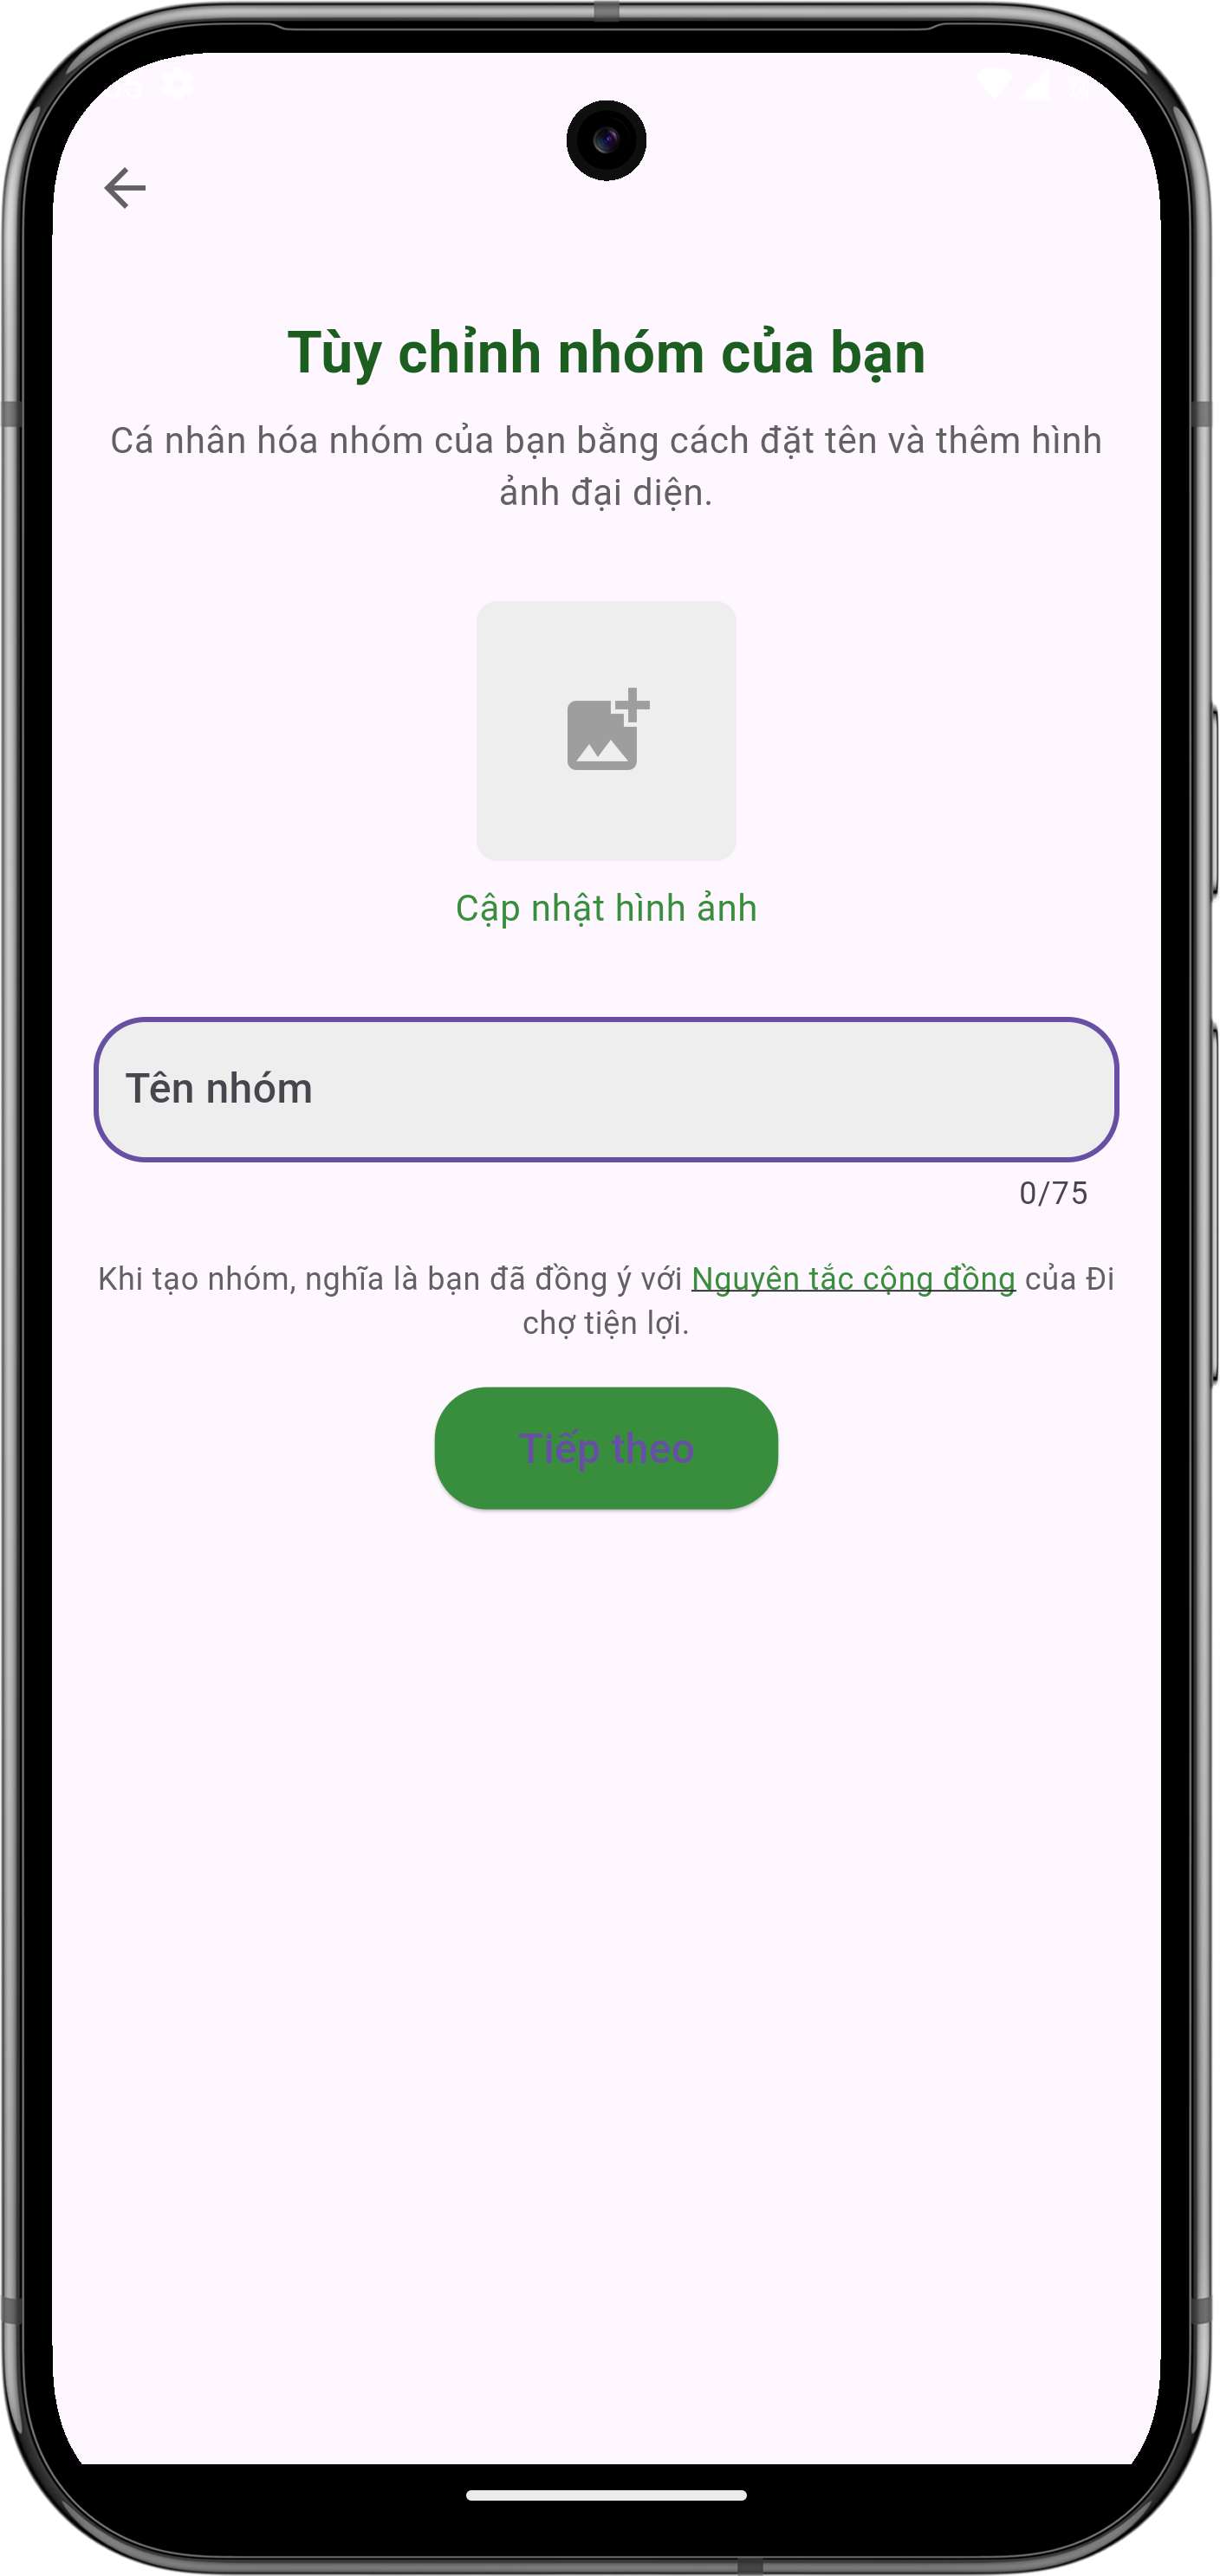 Tùy chỉnh nhóm của bạn
Cá nhân hóa nhóm của bạn bằng cách đặt tên và thêm hình
ảnh đại diện.
Cập nhật hình ảnh
Tên nhóm
0/75
Khi tạo nhóm, nghĩa là bạn đã đồng ý với Nguyên tắc cộng đồng của Đi
chợ tiện lợi.
Tiếp theo